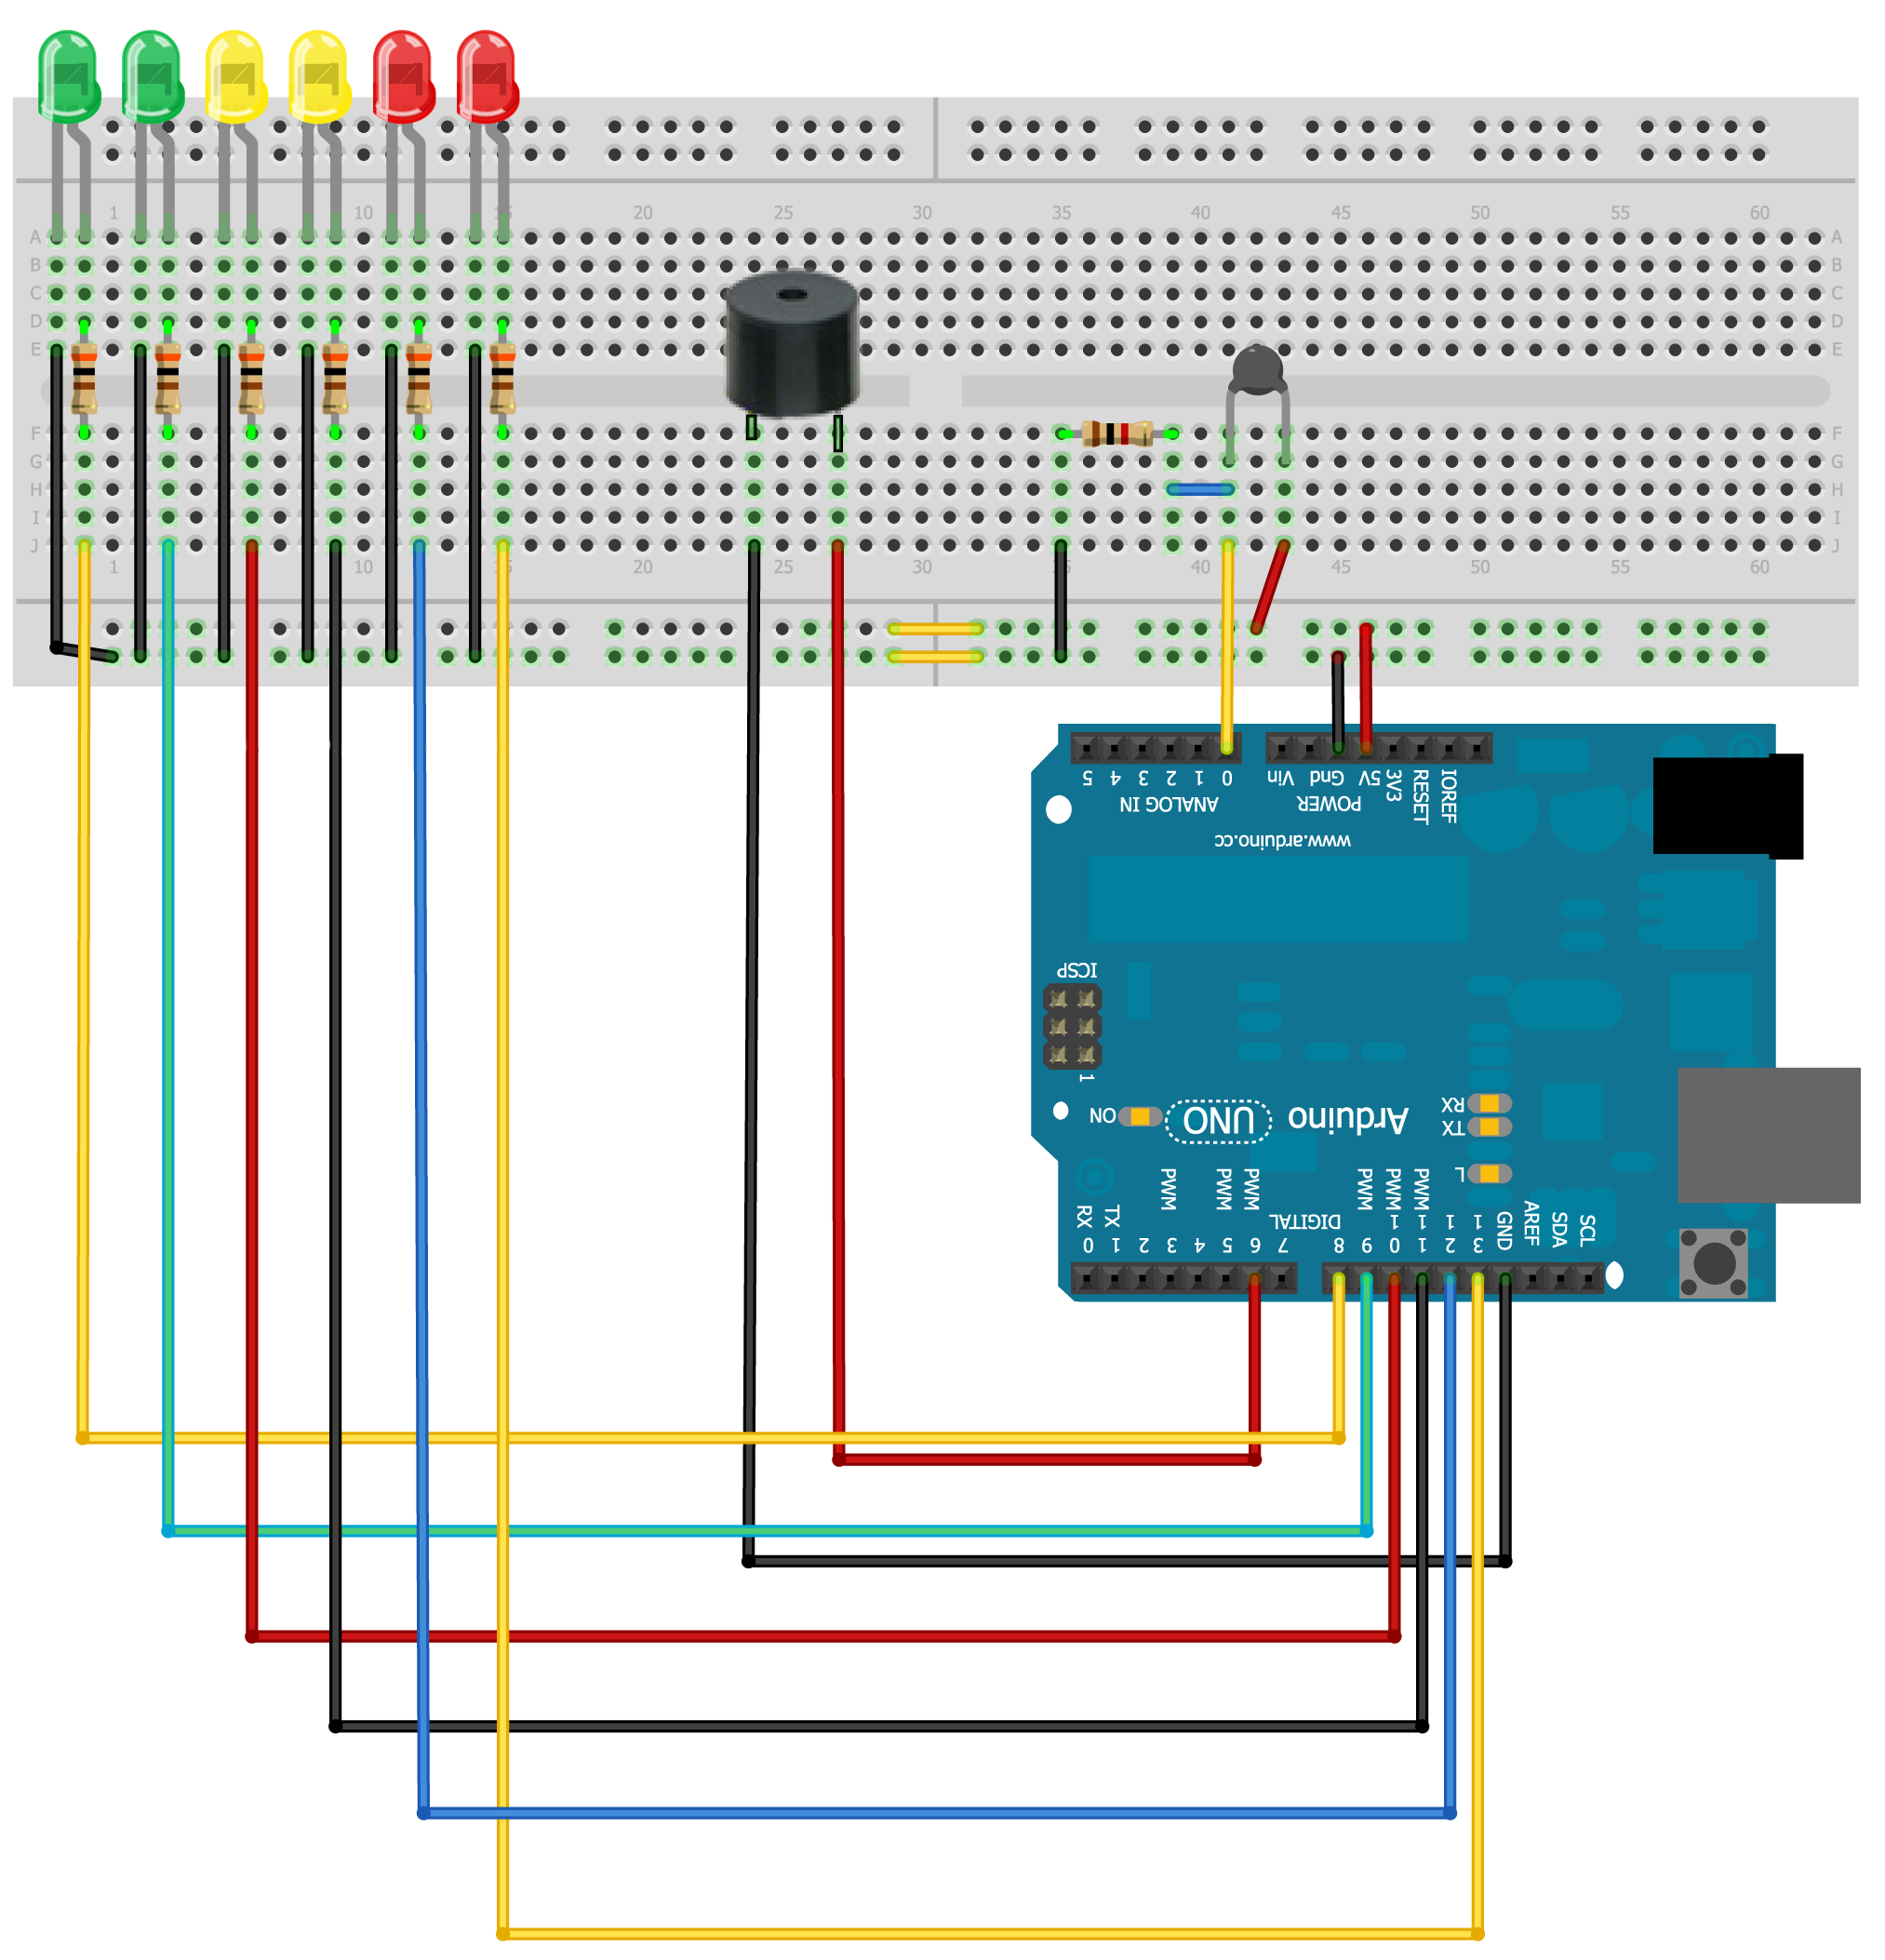 1 10 15 20 25 30 35 40 45 50 55 60
A A
B B
C C
D D
E E
F F
G G
H H
I I
J J
1 10 15 20 25 30 35 40 45 50 55 60
5 4 3 2 1 0 Vin Gnd 5V 3V3 RESET IOREF
ANALOG IN POWER
www.arduino.cc
ICSP
1
ON UNO Arduino RX
TX
L
PWM PWM PWM PWM PWM PWM
RX TX DIGITAL
0 1 2 3 4 5 6 7 8 9 10 11 12 13 GND AREF SDA SCL